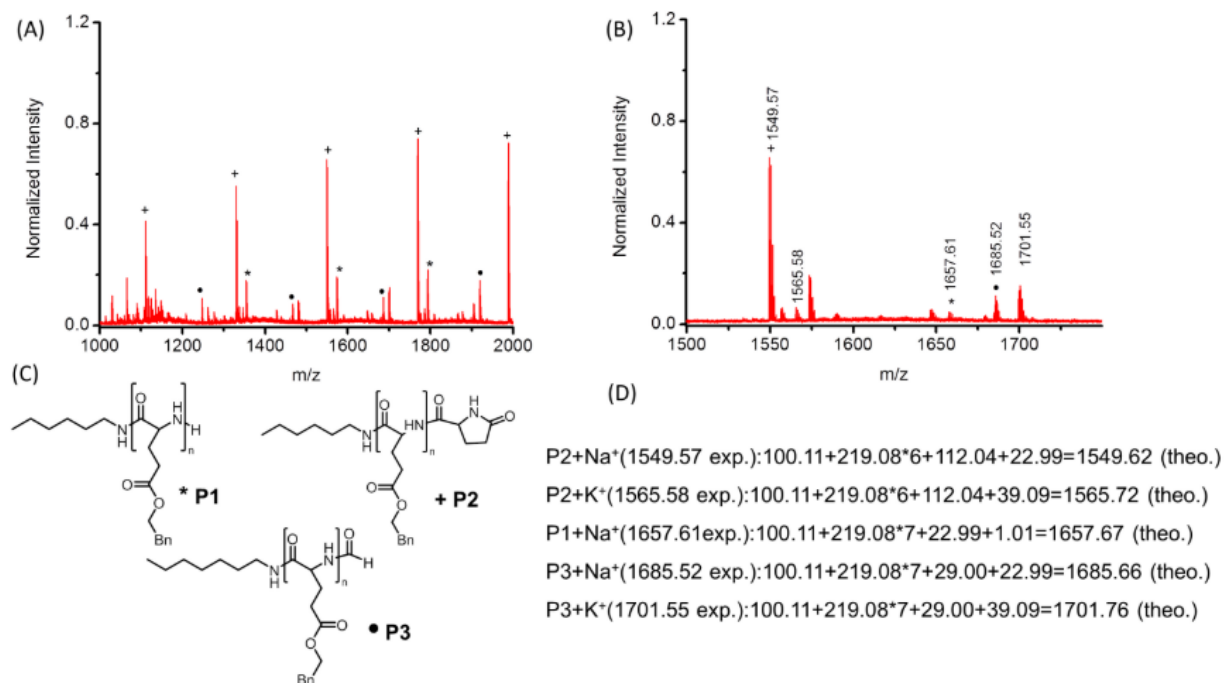 (A)
1.2
0.8
0.4
0.0
Normalized Intensity
+ + + + +
* * *
• • • •
1000 1200 1400 1600 1800 2000
m/z
(B)
1.2
0.8
0.4
0.0
Normalized Intensity
+ 1549.57
1565.58
* 1657.61
• 1685.52
1701.55
1500 1550 1600 1650 1700
m/z
(C)
O H
N H
N
H
n
O
O
Bn
* P1
O
HN
N
H
n
O
H
N
O
O
O
Bn
+ P2
O H O
N
H
N
H
n
O
O
Bn
• P3
(D)
P2+Na⁺(1549.57 exp.):100.11+219.08*6+112.04+22.99=1549.62 (theo.)
P2+K⁺(1565.58 exp.):100.11+219.08*6+112.04+39.09=1565.72 (theo.)
P1+Na⁺(1657.61exp.):100.11+219.08*7+22.99+1.01=1657.67 (theo.)
P3+Na⁺(1685.52 exp.):100.11+219.08*7+29.00+22.99=1685.66 (theo.)
P3+K⁺(1701.55 exp.):100.11+219.08*7+29.00+39.09=1701.76 (theo.)